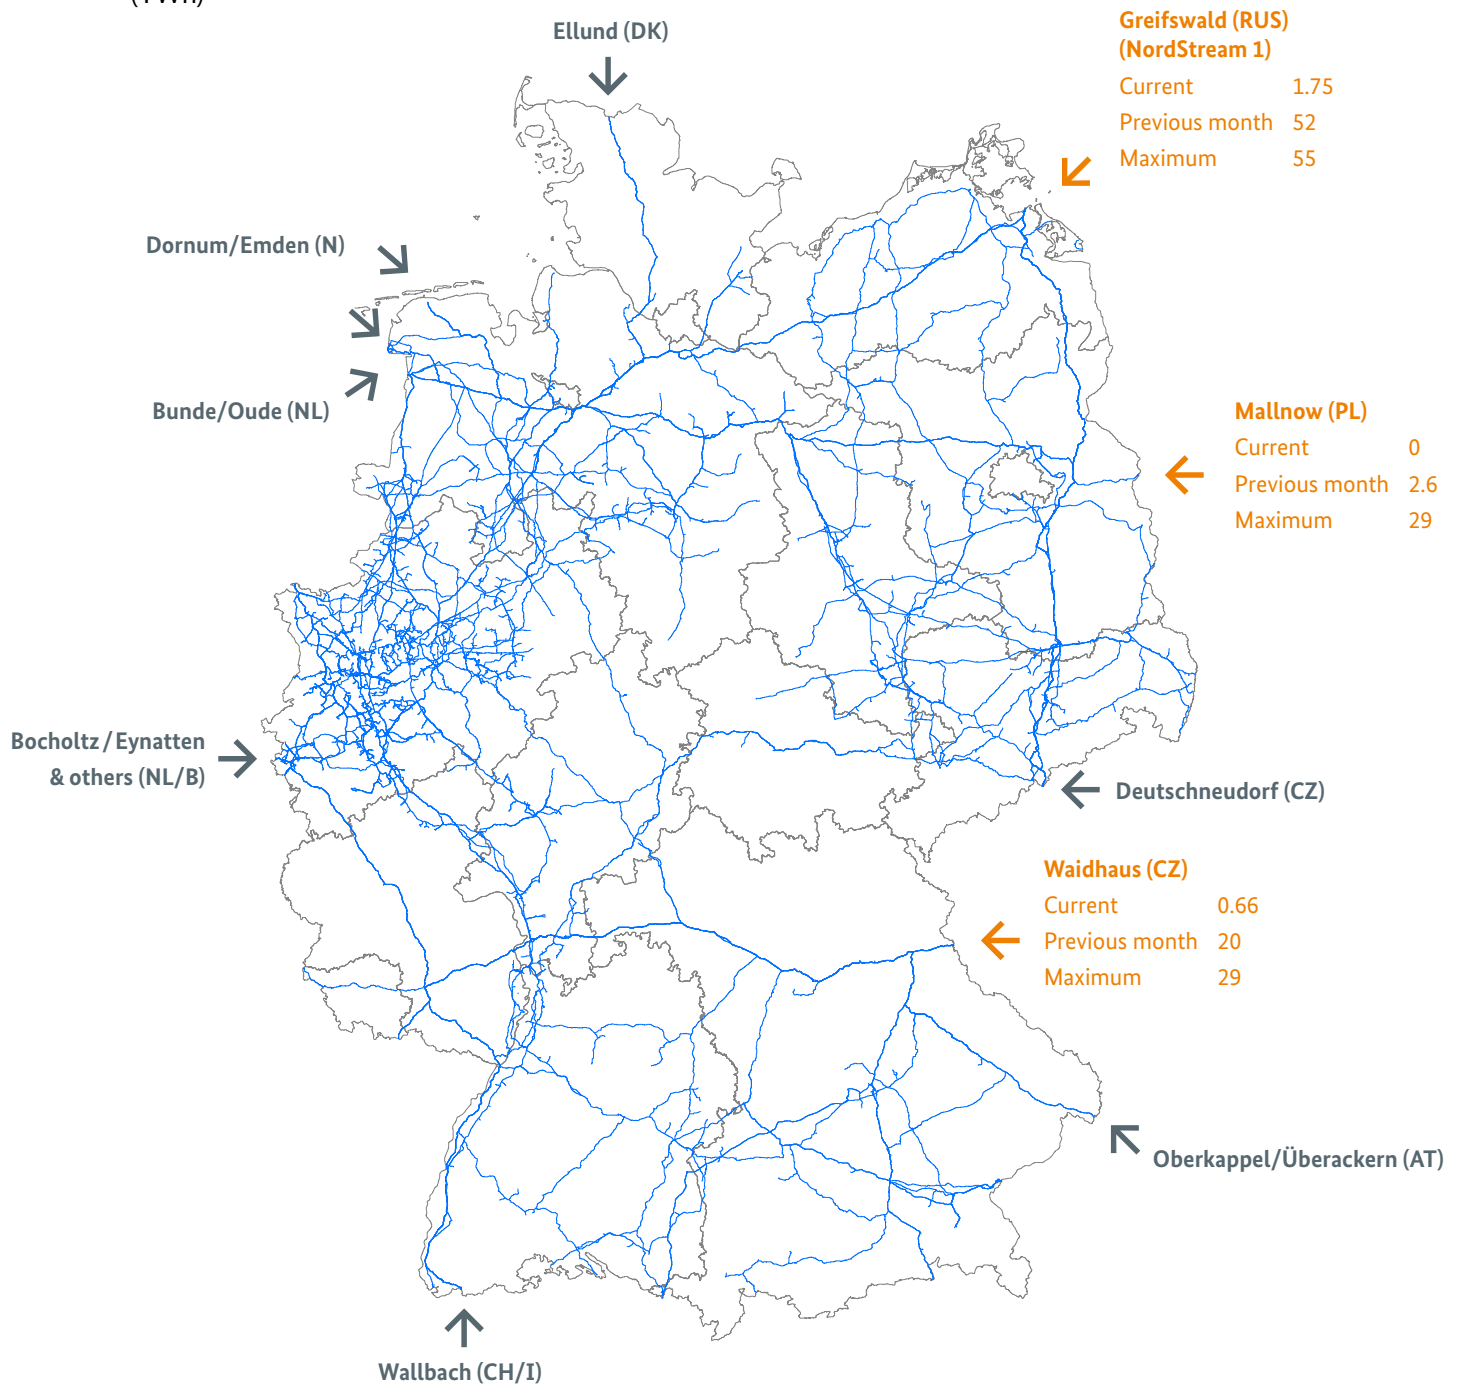 Ellund (DK)
Greifswald (RUS)
(NordStream 1)
Current 1.75
Previous month 52
Maximum 55
Dornum/Emden (N)
Bunde/Oude (NL)
Mallnow (PL)
Current 0
Previous month 2.6
Maximum 29
Bocholtz / Eynatten
& others (NL/B)
Deutschneudorf (CZ)
Waidhaus (CZ)
Current 0.66
Previous month 20
Maximum 29
Oberkappel/Überackern (AT)
Wallbach (CH/I)